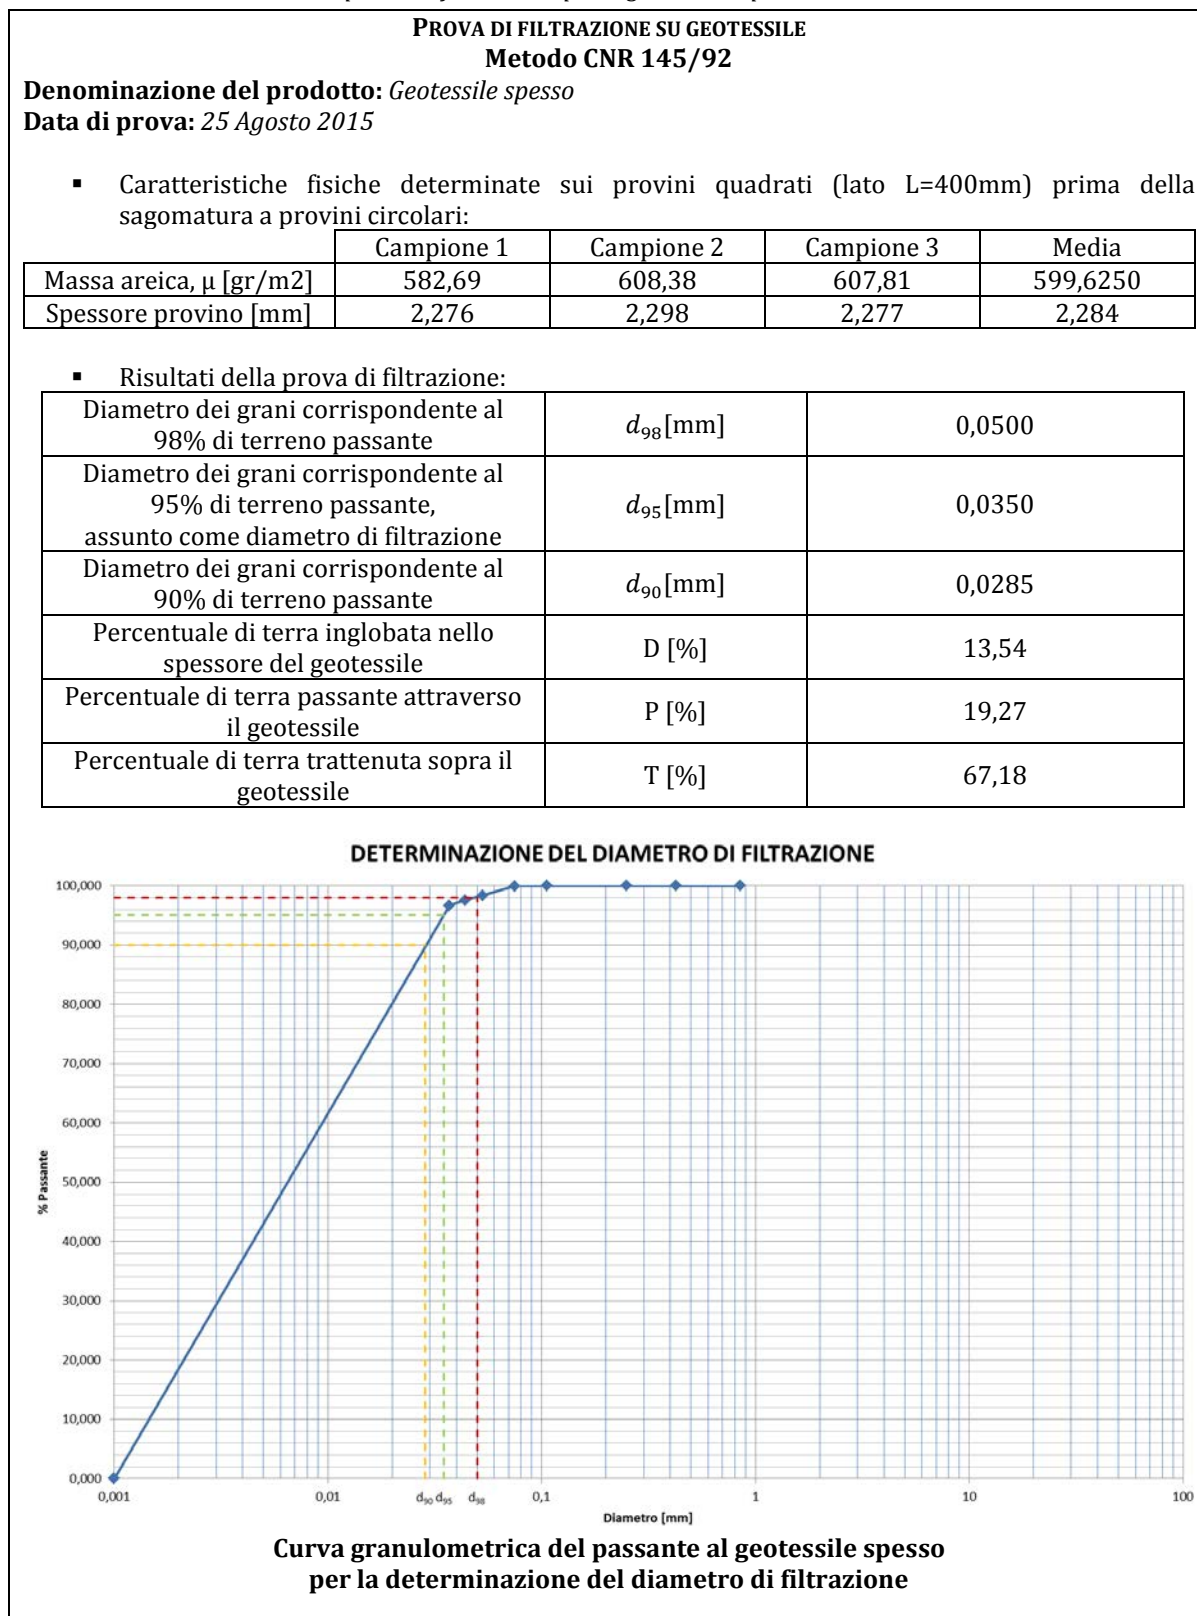 PROVA DI FILTRAZIONE SU GEOTESSILE
Metodo CNR 145/92
Denominazione del prodotto: Geotessile spesso
Data di prova: 25 Agosto 2015
▪ Caratteristiche fisiche determinate sui provini quadrati (lato L=400mm) prima della
sagomatura a provini circolari:
Campione 1 Campione 2 Campione 3 Media
Massa areica, μ [gr/m2] 582,69 608,38 607,81 599,6250
Spessore provino [mm] 2,276 2,298 2,277 2,284
▪ Risultati della prova di filtrazione:
Diametro dei grani corrispondente al
98% di terreno passante
d98[mm] 0,0500
Diametro dei grani corrispondente al
95% di terreno passante,
assunto come diametro di filtrazione
d95[mm] 0,0350
Diametro dei grani corrispondente al
90% di terreno passante
d90[mm] 0,0285
Percentuale di terra inglobata nello
spessore del geotessile
D [%] 13,54
Percentuale di terra passante attraverso
il geotessile
P [%] 19,27
Percentuale di terra trattenuta sopra il
geotessile
T [%] 67,18
DETERMINAZIONE DEL DIAMETRO DI FILTRAZIONE
100,000
90,000
80,000
70,000
60,000
50,000
40,000
30,000
20,000
10,000
0,000
% Passante
0,001 0,01 d90 d95 d98 0,1 1 10 100
Diametro [mm]
Curva granulometrica del passante al geotessile spesso
per la determinazione del diametro di filtrazione